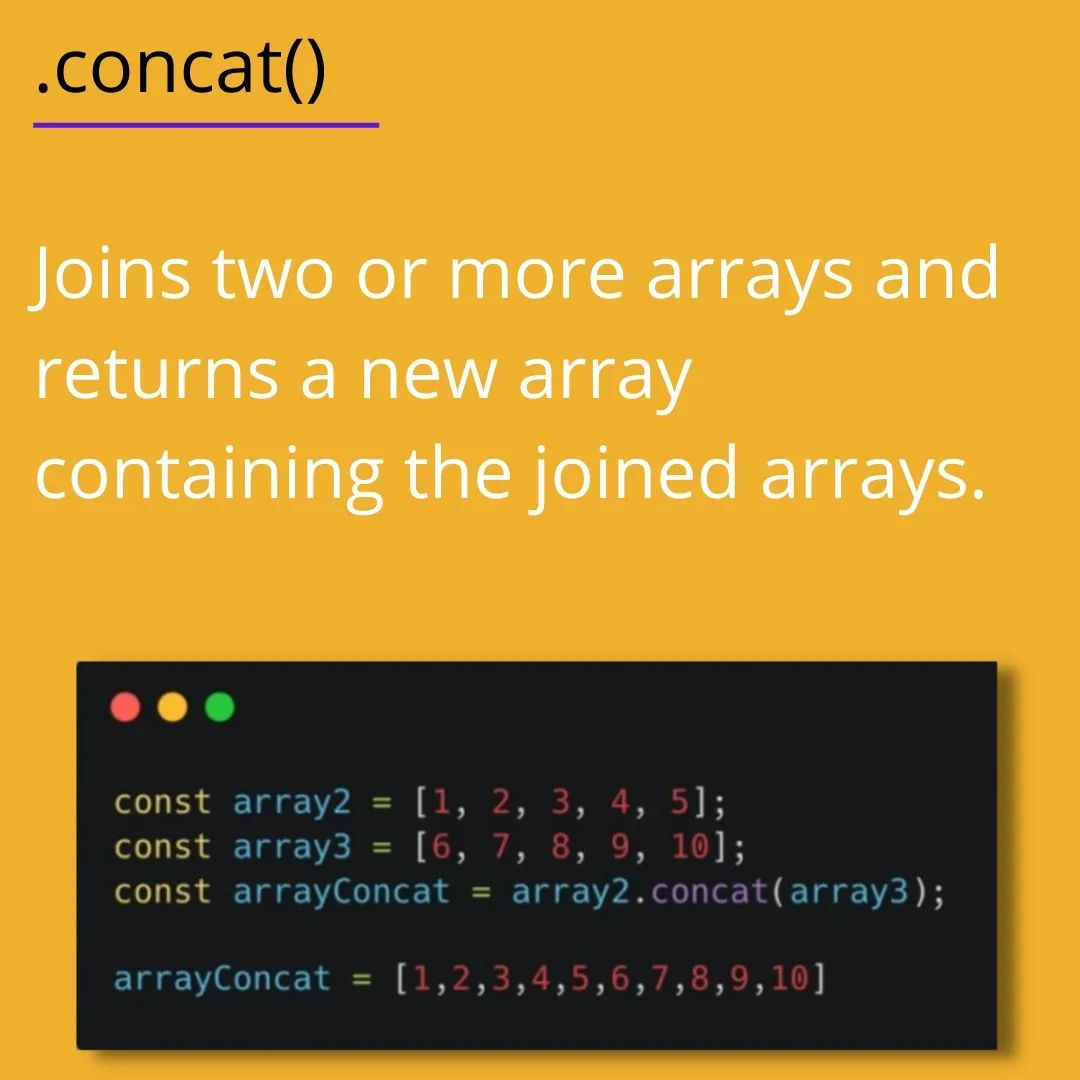 .concat()
Joins two or more arrays and
returns a new array
containing the joined arrays.
const array2 = [1, 2, 3, 4, 5];
const array3 = [6, 7, 8, 9, 10];
const arrayConcat = array2.concat(array3);
arrayConcat = [1,2,3,4,5,6,7,8,9,10]